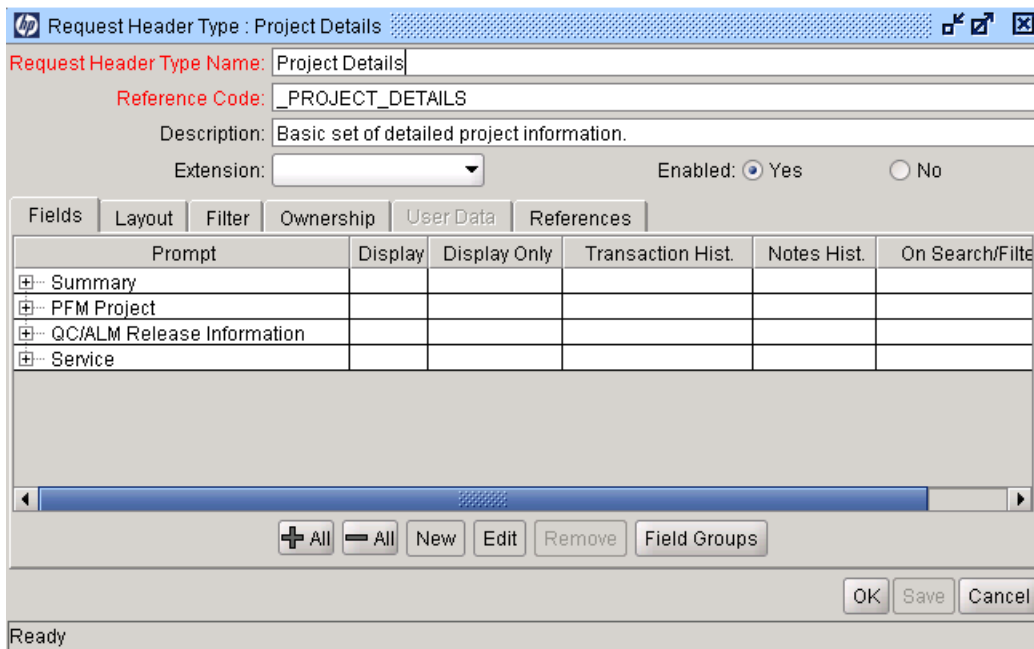 hp Request Header Type : Project Details
Request Header Type Name: Project Details
Reference Code: _PROJECT_DETAILS
Description: Basic set of detailed project information.
Extension: Enabled: Yes No
Fields Layout Filter Ownership User Data References
Prompt Display Display Only Transaction Hist. Notes Hist. On Search/Filte
Summary
PFM Project
QC/ALM Release Information
Service
All All New Edit Remove Field Groups
OK Save Cancel
Ready